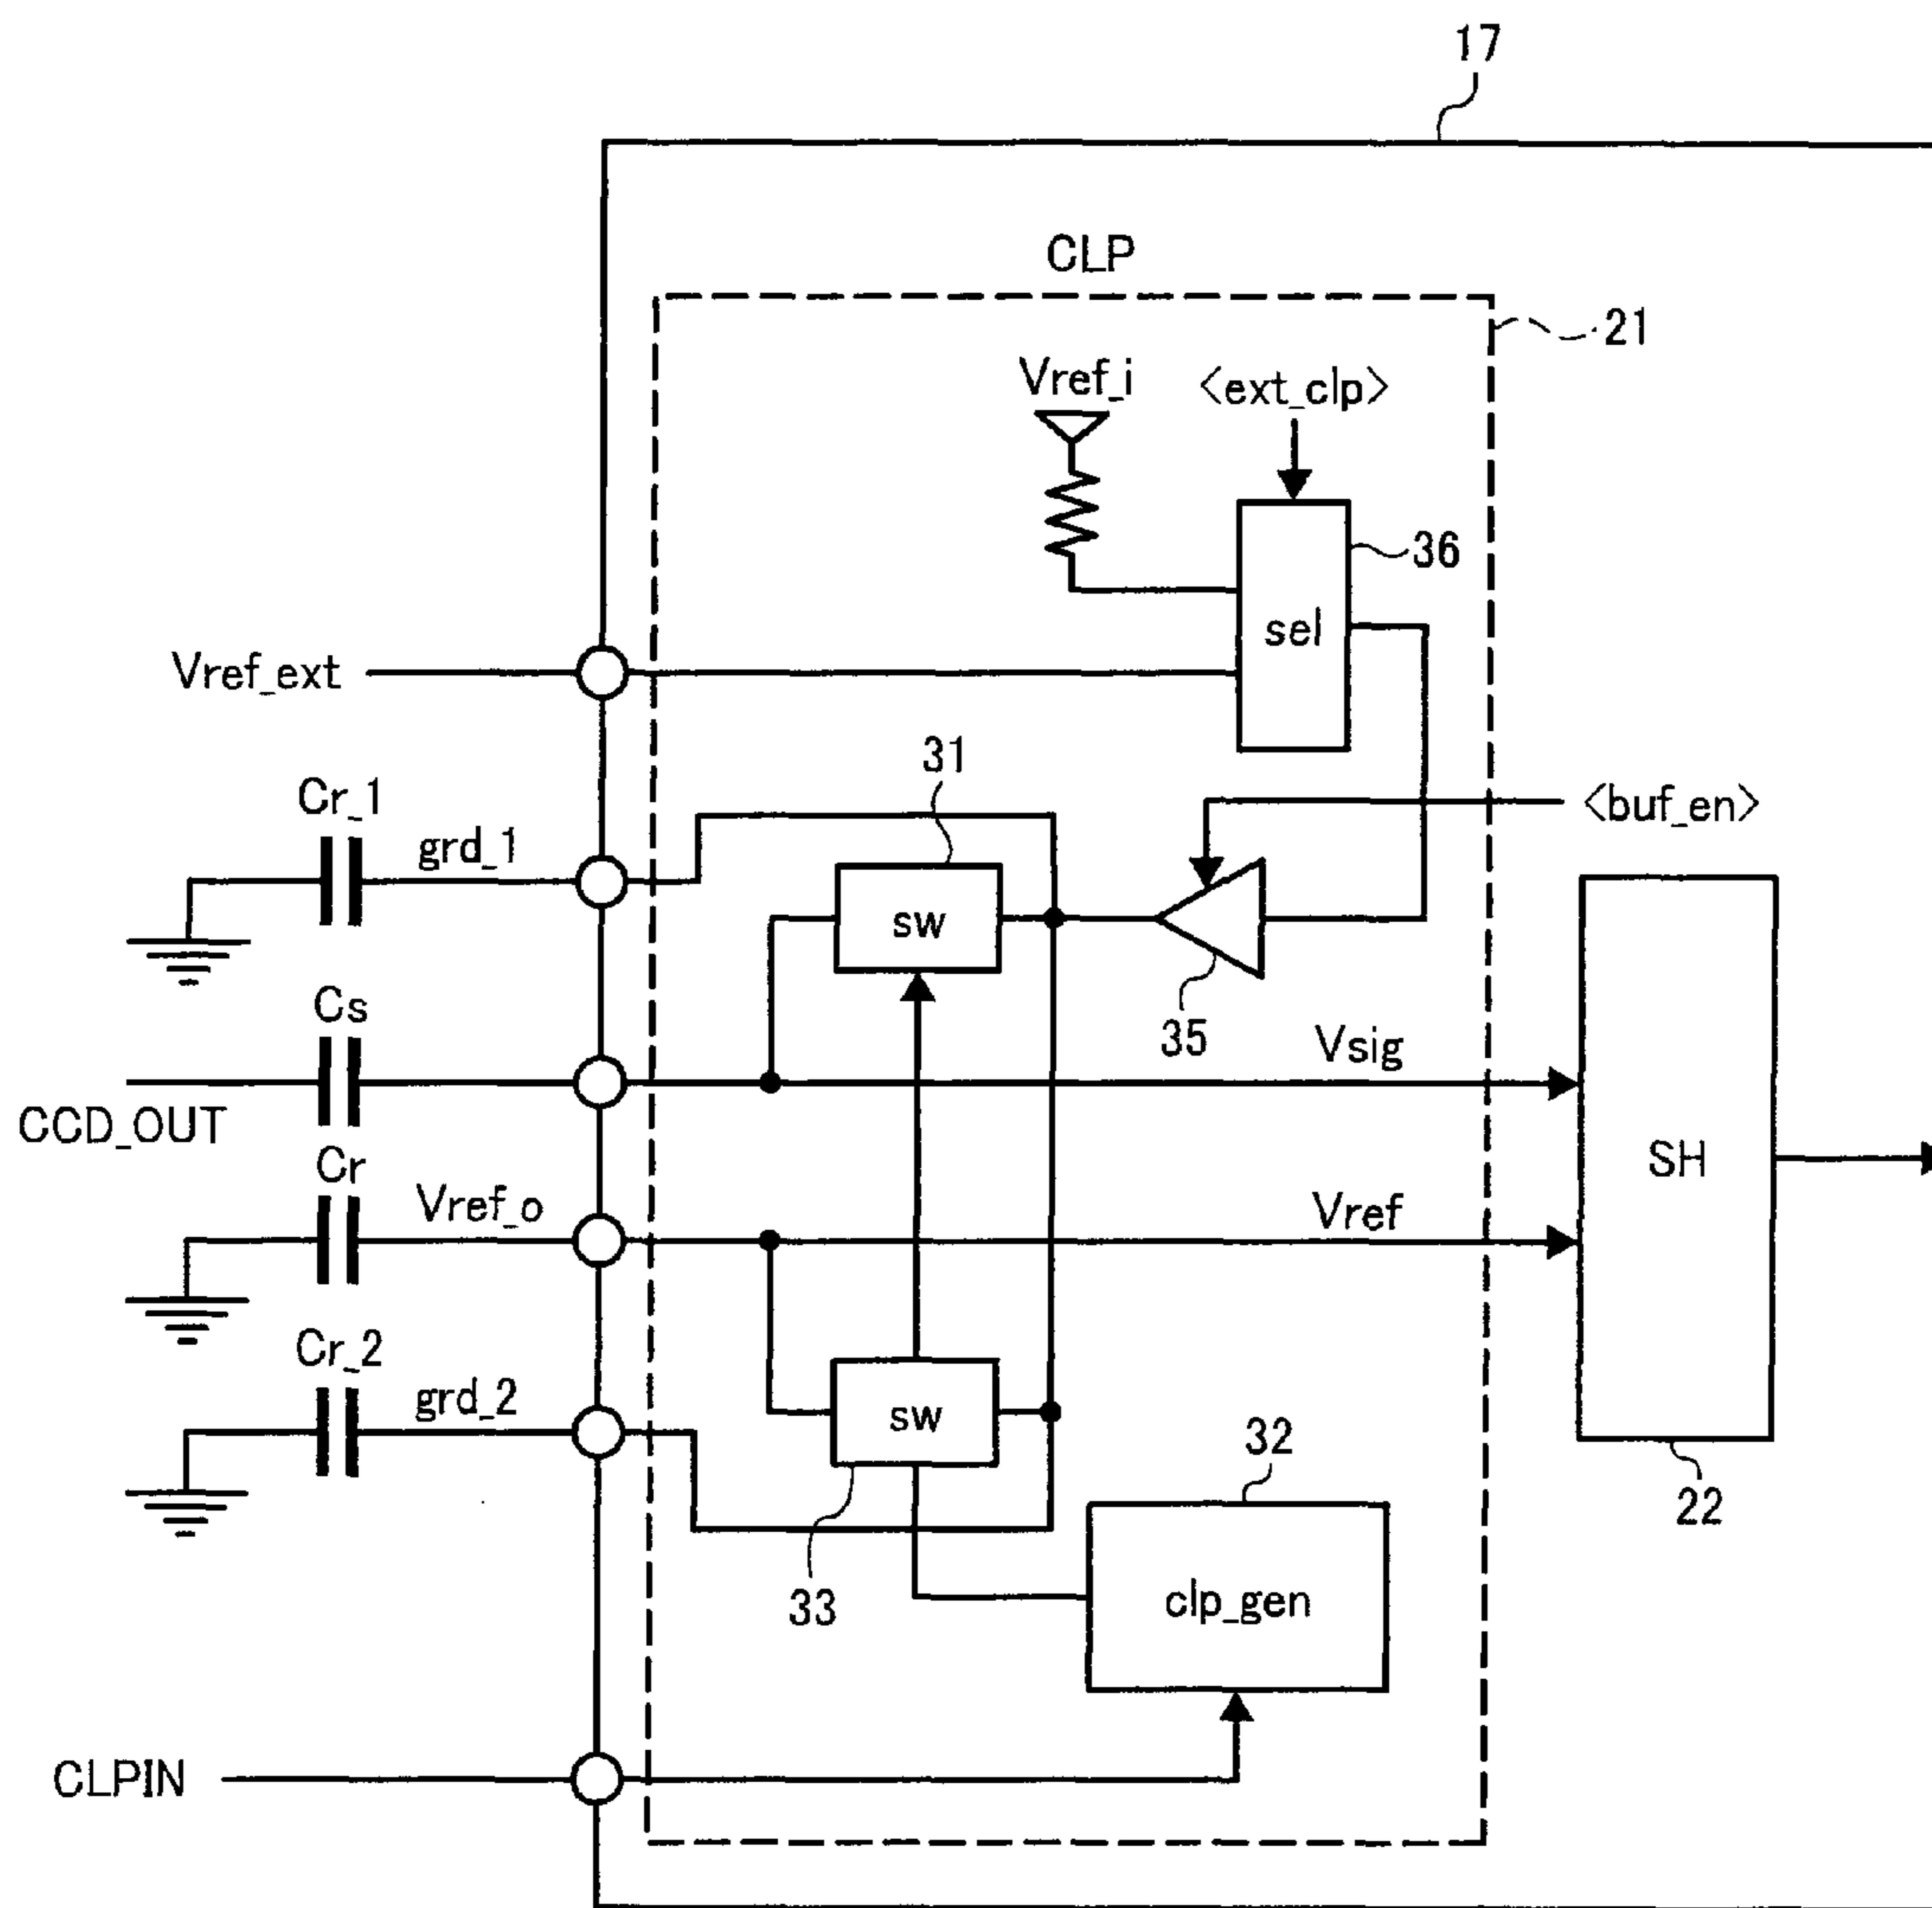 17
CLP
21
Vref_i
<ext_clp>
36
sel
Vref_ext
31
Cr_1
grd_1
<buf_en>
sw
35
Cs
Vsig
CCD_OUT
SH
Cr
Vref_o
Vref
Cr_2
grd_2
sw
32
22
33
clp_gen
CLPIN